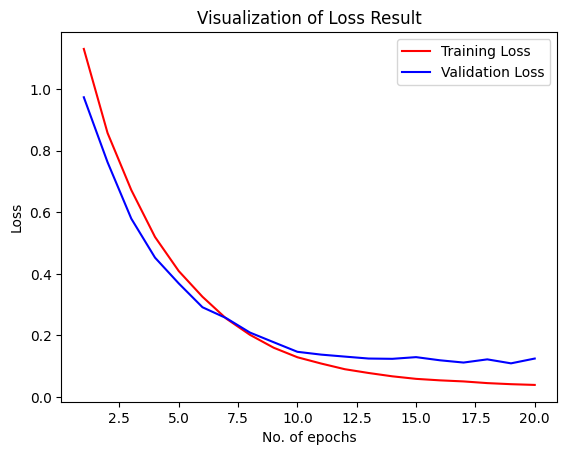 Visualization of Loss Result
Training Loss
Validation Loss
Loss
1.0
0.8
0.6
0.4
0.2
0.0
2.5 5.0 7.5 10.0 12.5 15.0 17.5 20.0
No. of epochs